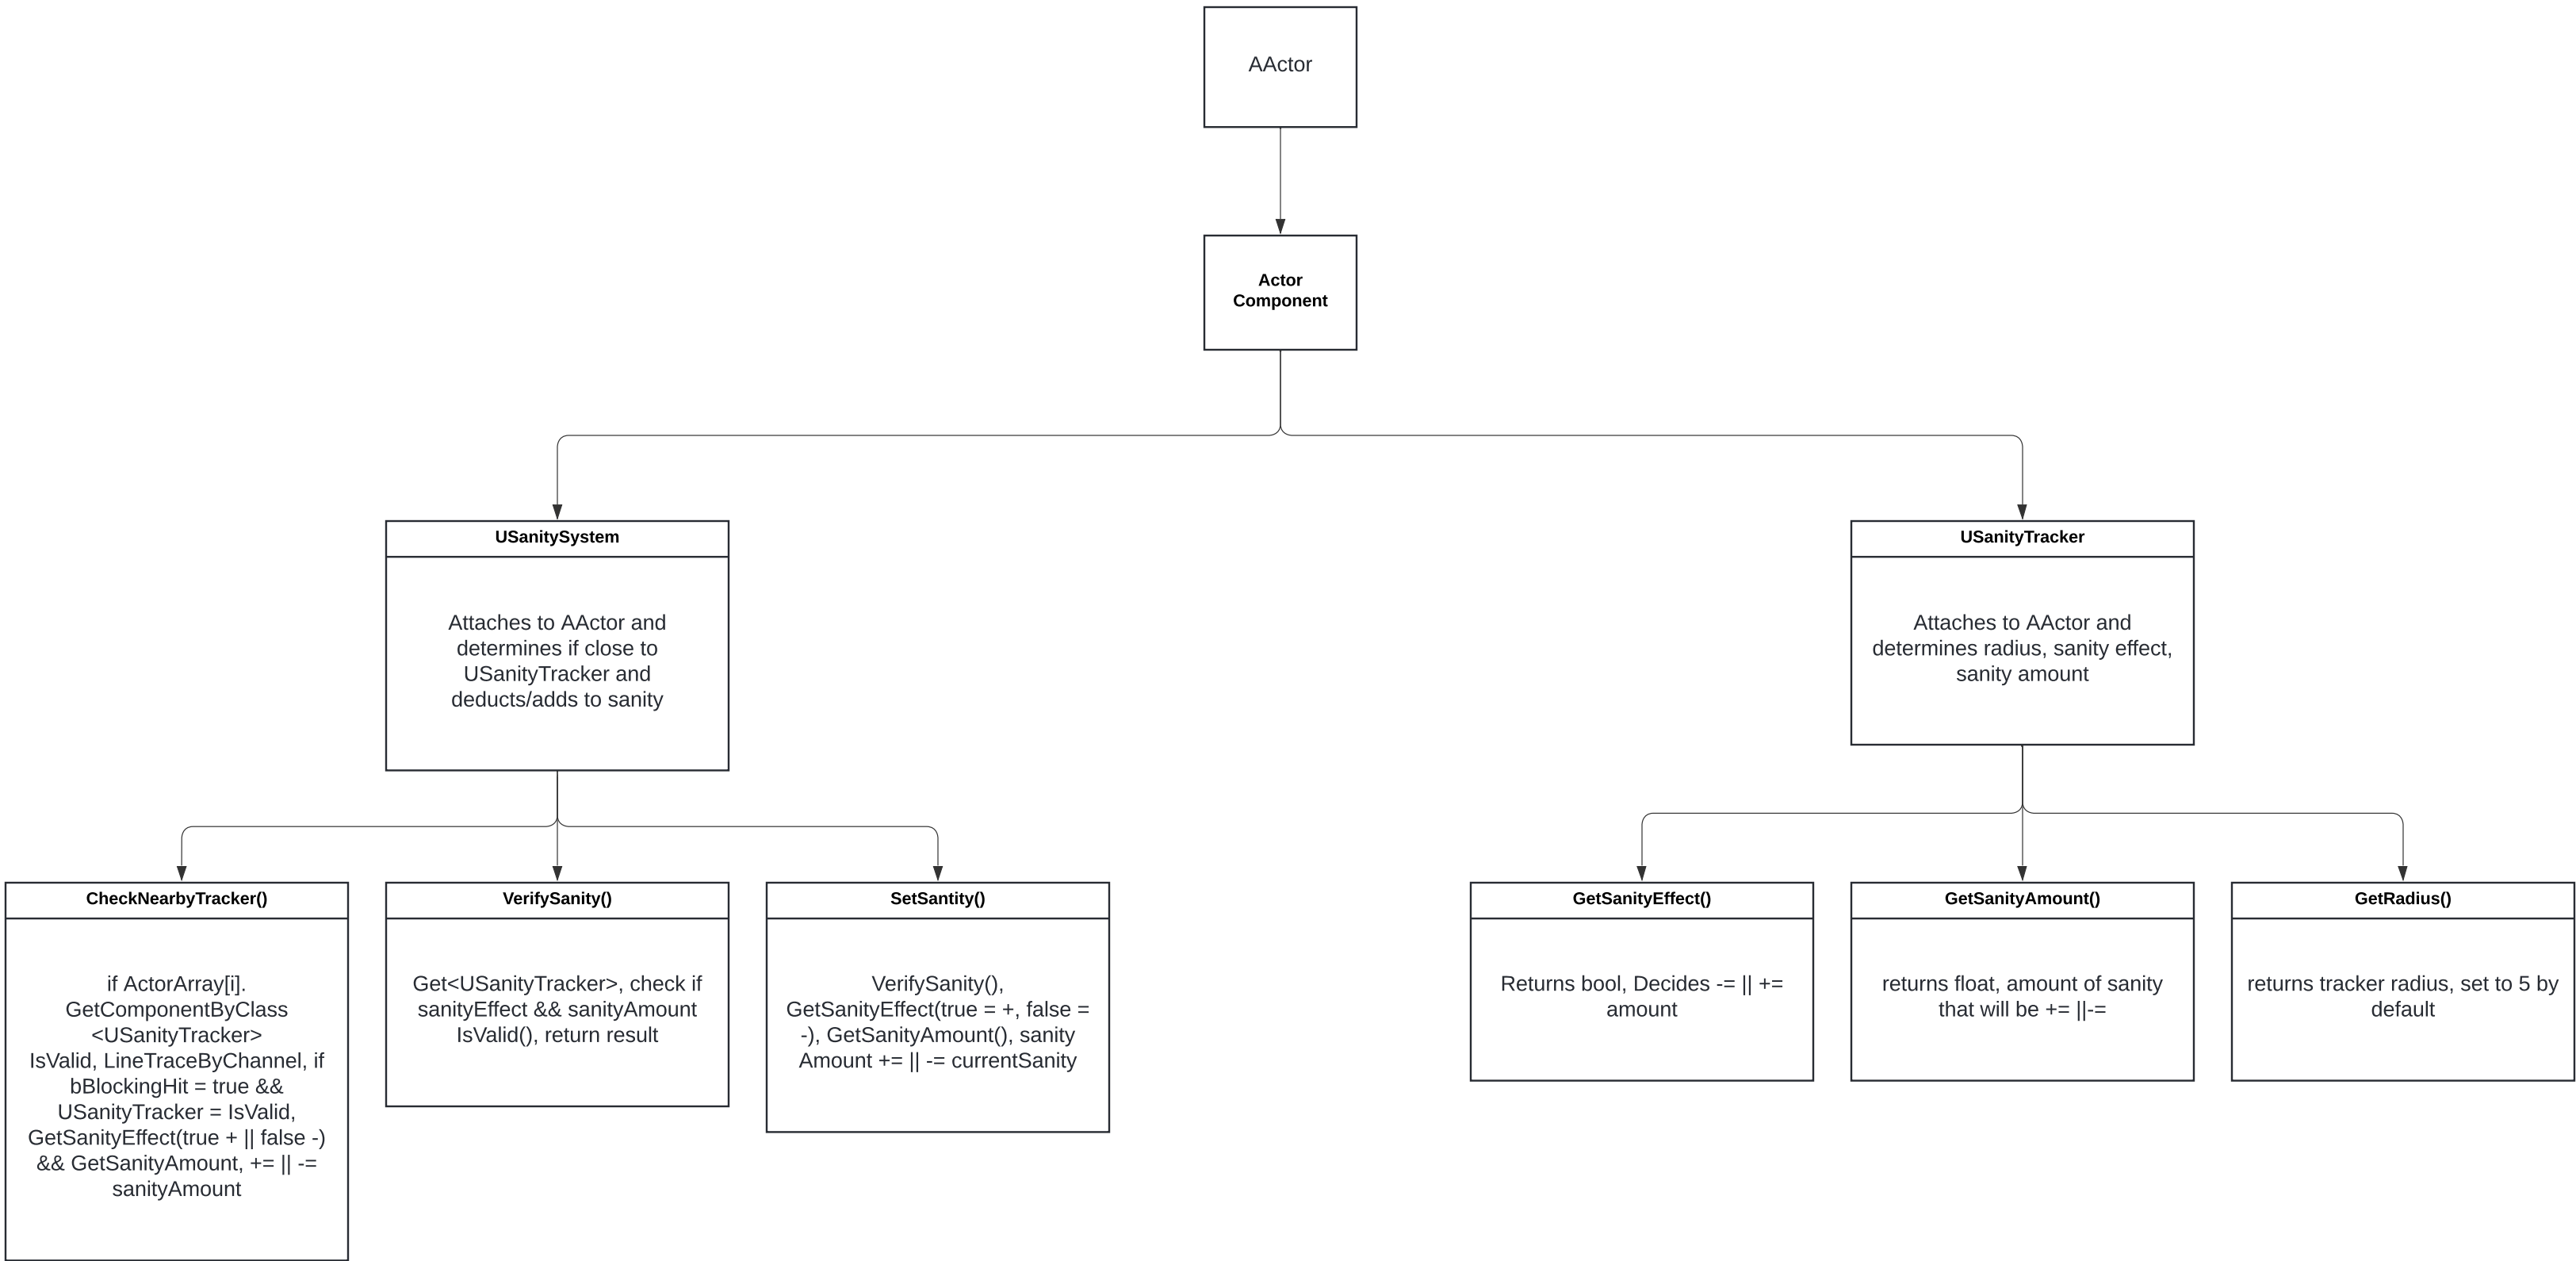 AActor
Actor
Component
USanitySystem
Attaches to AActor and
determines if close to
USanityTracker and
deducts/adds to sanity
USanityTracker
Attaches to AActor and
determines radius, sanity effect,
sanity amount
CheckNearbyTracker()
if ActorArray[i].
GetComponentByClass
<USanityTracker>
IsValid, LineTraceByChannel, if
bBlockingHit = true &&
USanityTracker = IsValid,
GetSanityEffect(true + || false -)
&& GetSanityAmount, += || -=
sanityAmount
VerifySanity()
Get<USanityTracker>, check if
sanityEffect && sanityAmount
IsValid(), return result
SetSantity()
VerifySanity(),
GetSanityEffect(true = +, false =
-), GetSanityAmount(), sanity
Amount += || -= currentSanity
GetSanityEffect()
Returns bool, Decides -= || +=
amount
GetSanityAmount()
returns float, amount of sanity
that will be += ||-=
GetRadius()
returns tracker radius, set to 5 by
default